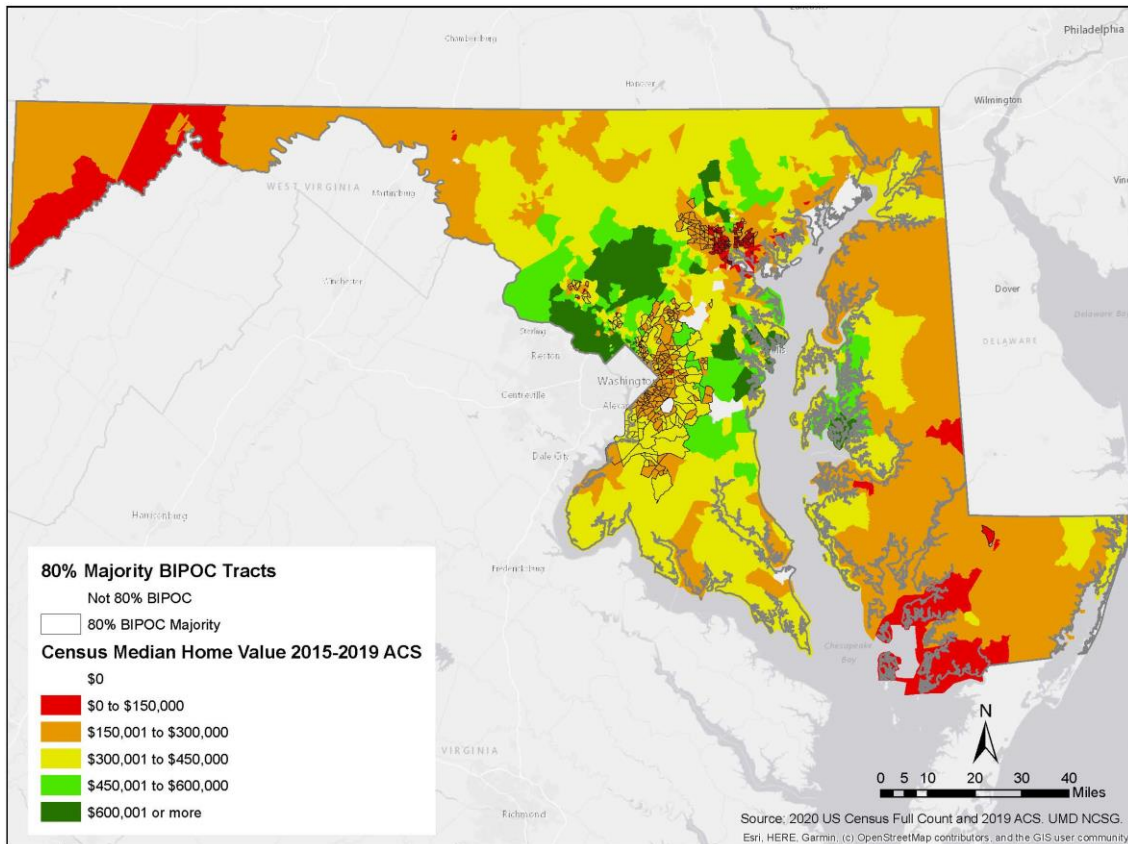 Philadelphia
Chambersburg
Hanover
Wilmington
WEST VIRGINIA
Martinsburg
Winchester
Dover
Delaware Bay
DELAWARE
Sterling
Reston
Washington
Centreville
Dale City
Harrisonburg
Fredericksburg
Chesapeake
Bay
VIRGINIA
Richmond
80% Majority BIPOC Tracts
Not 80% BIPOC
80% BIPOC Majority
Census Median Home Value 2015-2019 ACS
$0
$0 to $150,000
$150,001 to $300,000
$300,001 to $450,000
$450,001 to $600,000
$600,001 or more
N
0 5 10 20 30 40
Miles
Source: 2020 US Census Full Count and 2019 ACS. UMD NCSG.
Esri, HERE, Garmin, (c) OpenStreetMap contributors, and the GIS user community